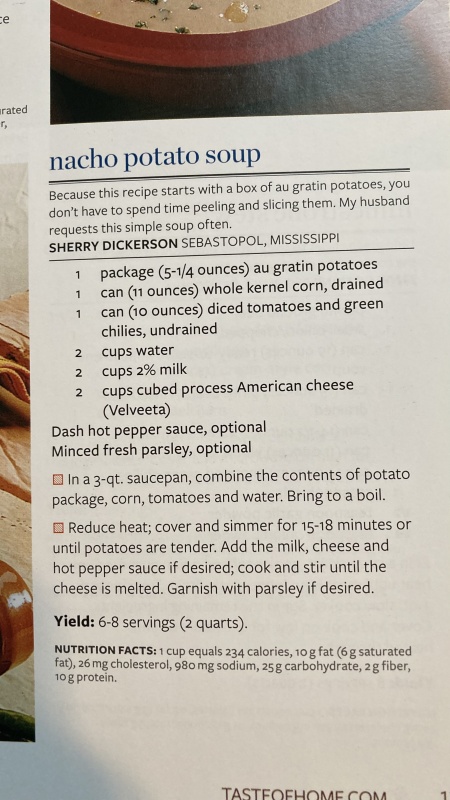 ce
urated
r,
nacho potato soup
Because this recipe starts with a box of au gratin potatoes, you
don't have to spend time peeling and slicing them. My husband
requests this simple soup often.
SHERRY DICKERSON SEBASTOPOL, MISSISSIPPI
1 package (5-1/4 ounces) au gratin potatoes
1 can (11 ounces) whole kernel corn, drained
1 can (10 ounces) diced tomatoes and green
chilies, undrained
2 cups water
2 cups 2% milk
2 cups cubed process American cheese
(Velveeta)
Dash hot pepper sauce, optional
Minced fresh parsley, optional
In a 3-qt. saucepan, combine the contents of potato
package, corn, tomatoes and water. Bring to a boil.
Reduce heat; cover and simmer for 15-18 minutes or
until potatoes are tender. Add the milk, cheese and
hot pepper sauce if desired; cook and stir until the
cheese is melted. Garnish with parsley if desired.
Yield: 6-8 servings (2 quarts).
NUTRITION FACTS: 1 cup equals 234 calories, 10 g fat (6 g saturated
fat), 26 mg cholesterol, 980 mg sodium, 25 g carbohydrate, 2 g fiber,
10 g protein.
TASTEOFHOME.COM 1